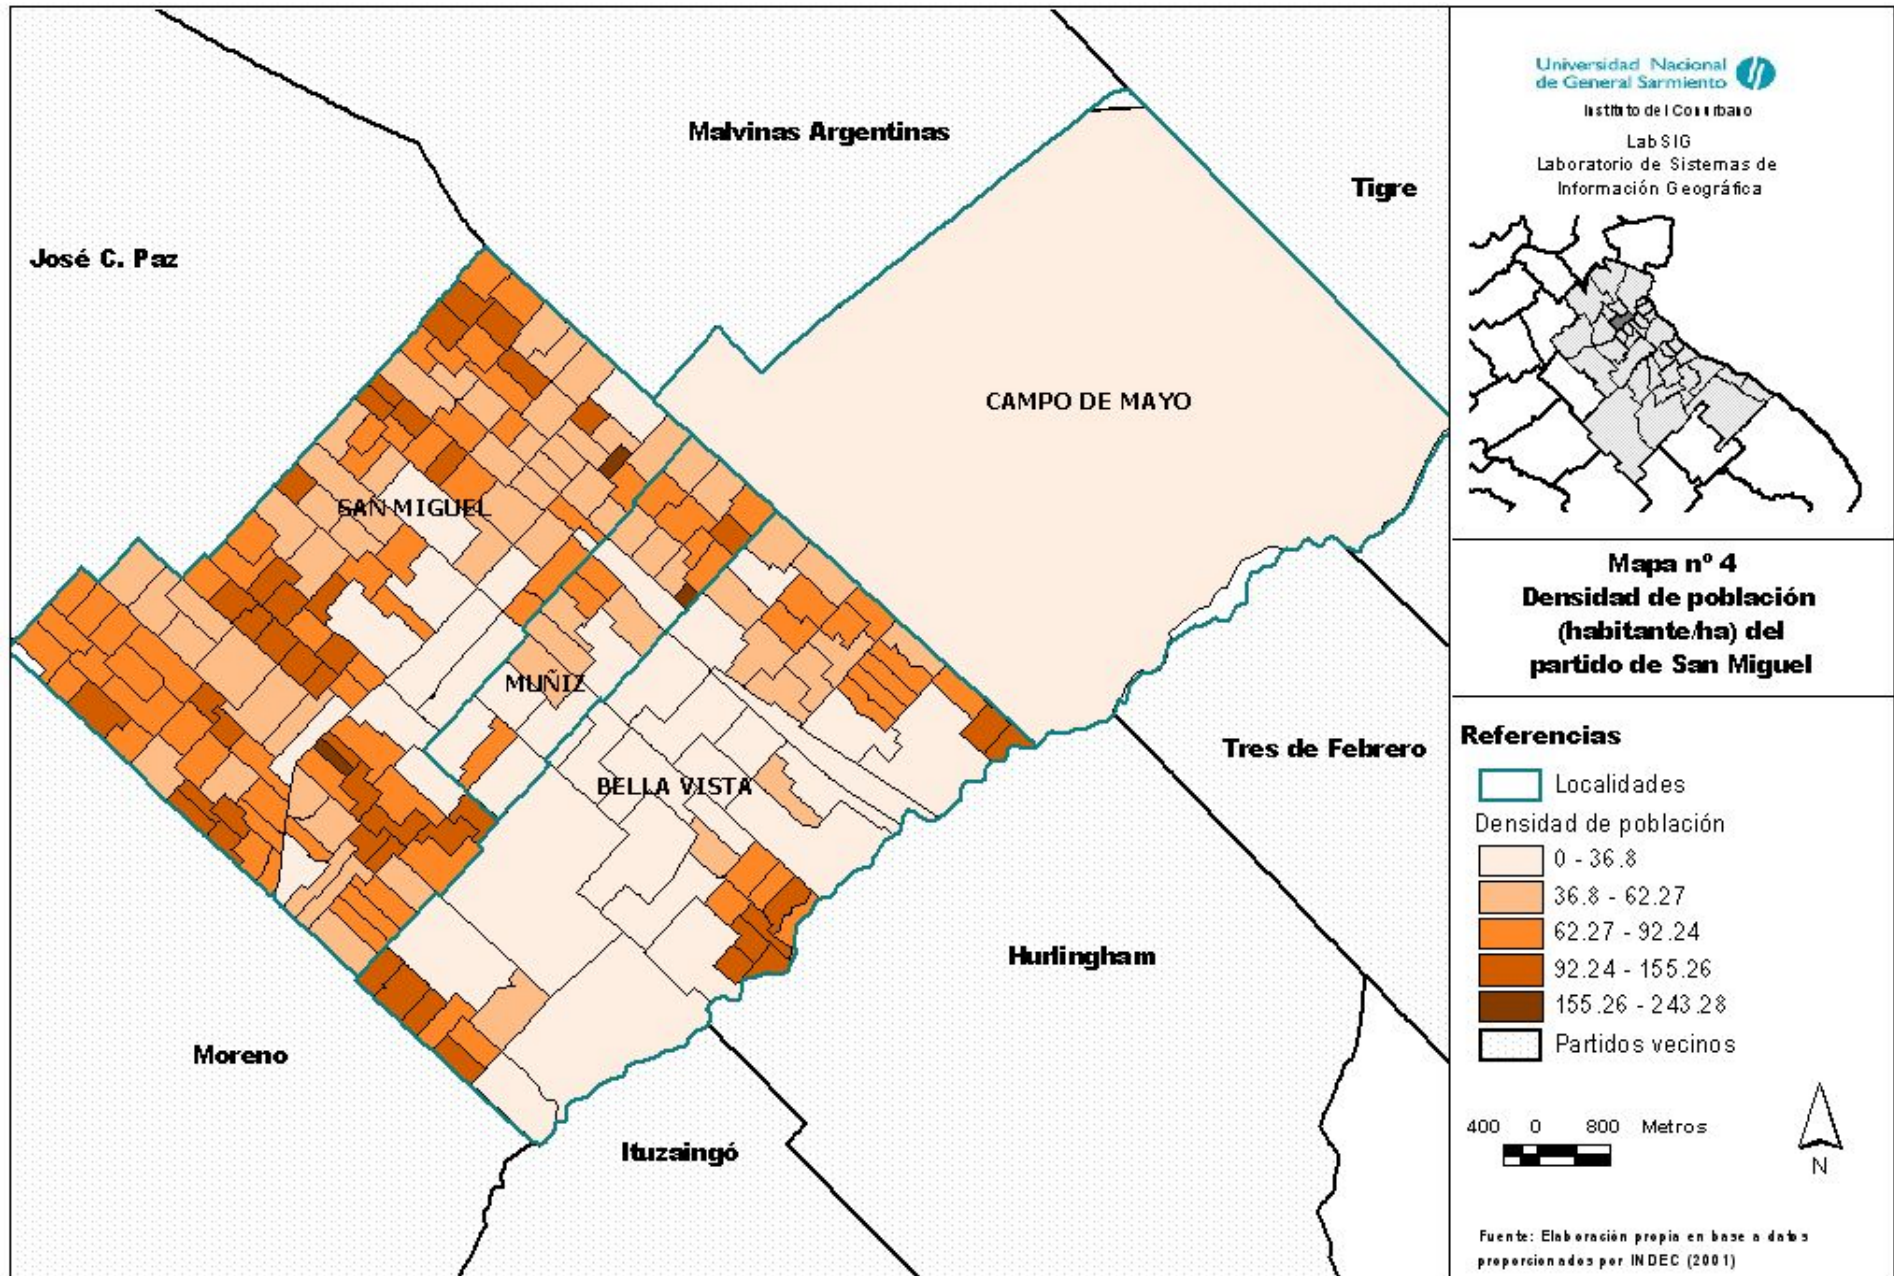 Malvinas Argentinas
Tigre
José C. Paz
CAMPO DE MAYO
SAN MIGUEL
MUÑIZ
BELLA VISTA
Tres de Febrero
Hurlingham
Moreno
Ituzaingó
Universidad Nacional
de General Sarmiento
Instituto del Conurbano
LabSIG
Laboratorio de Sistemas de
Información Geográfica
Mapa nº 4
Densidad de población
(habitante/ha) del
partido de San Miguel
Referencias
Localidades
Densidad de población
0 - 36.8
36.8 - 62.27
62.27 - 92.24
92.24 - 155.26
155.26 - 243.28
Partidos vecinos
400 0 800 Metros
N
Fuente: Elaboración propia en base a datos
proporcionados por INDEC (2001)